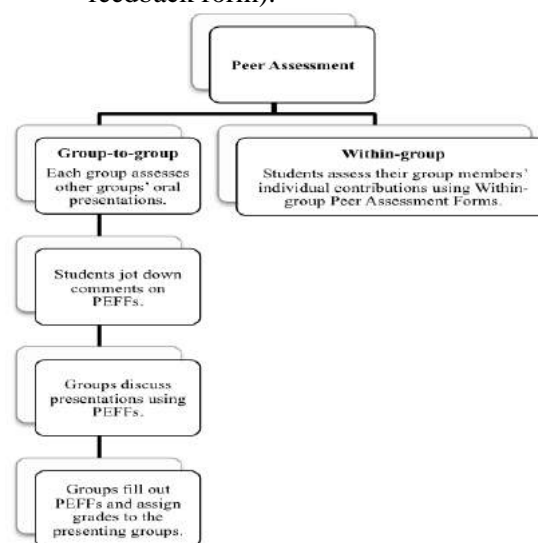 feedback form).
Peer Assessment
Group-to-group
Each group assesses
other groups' oral
presentations.
Within-group
Students assess their group members'
individual contributions using Within-
group Peer Assessment Forms.
Students jot down
comments on
PEFFs.
Groups discuss
presentations using
PEFFs.
Groups fill out
PEFFs and assign
grades to the
presenting groups.